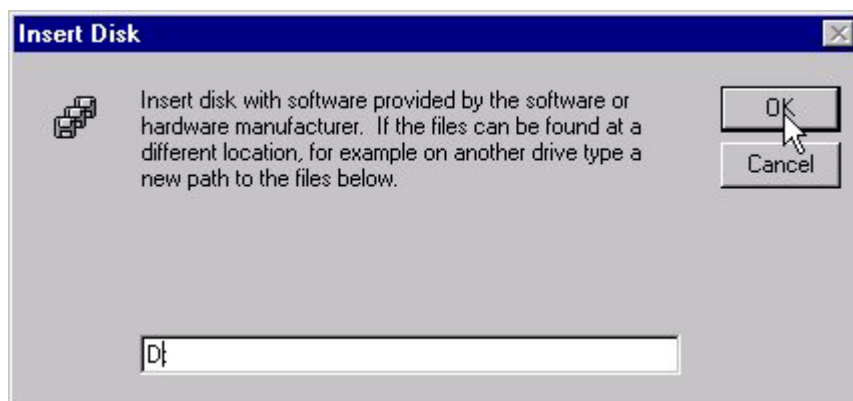 Insert Disk
Insert disk with software provided by the software or
hardware manufacturer. If the files can be found at a
different location, for example on another drive type a
new path to the files below.
OK
Cancel
D: